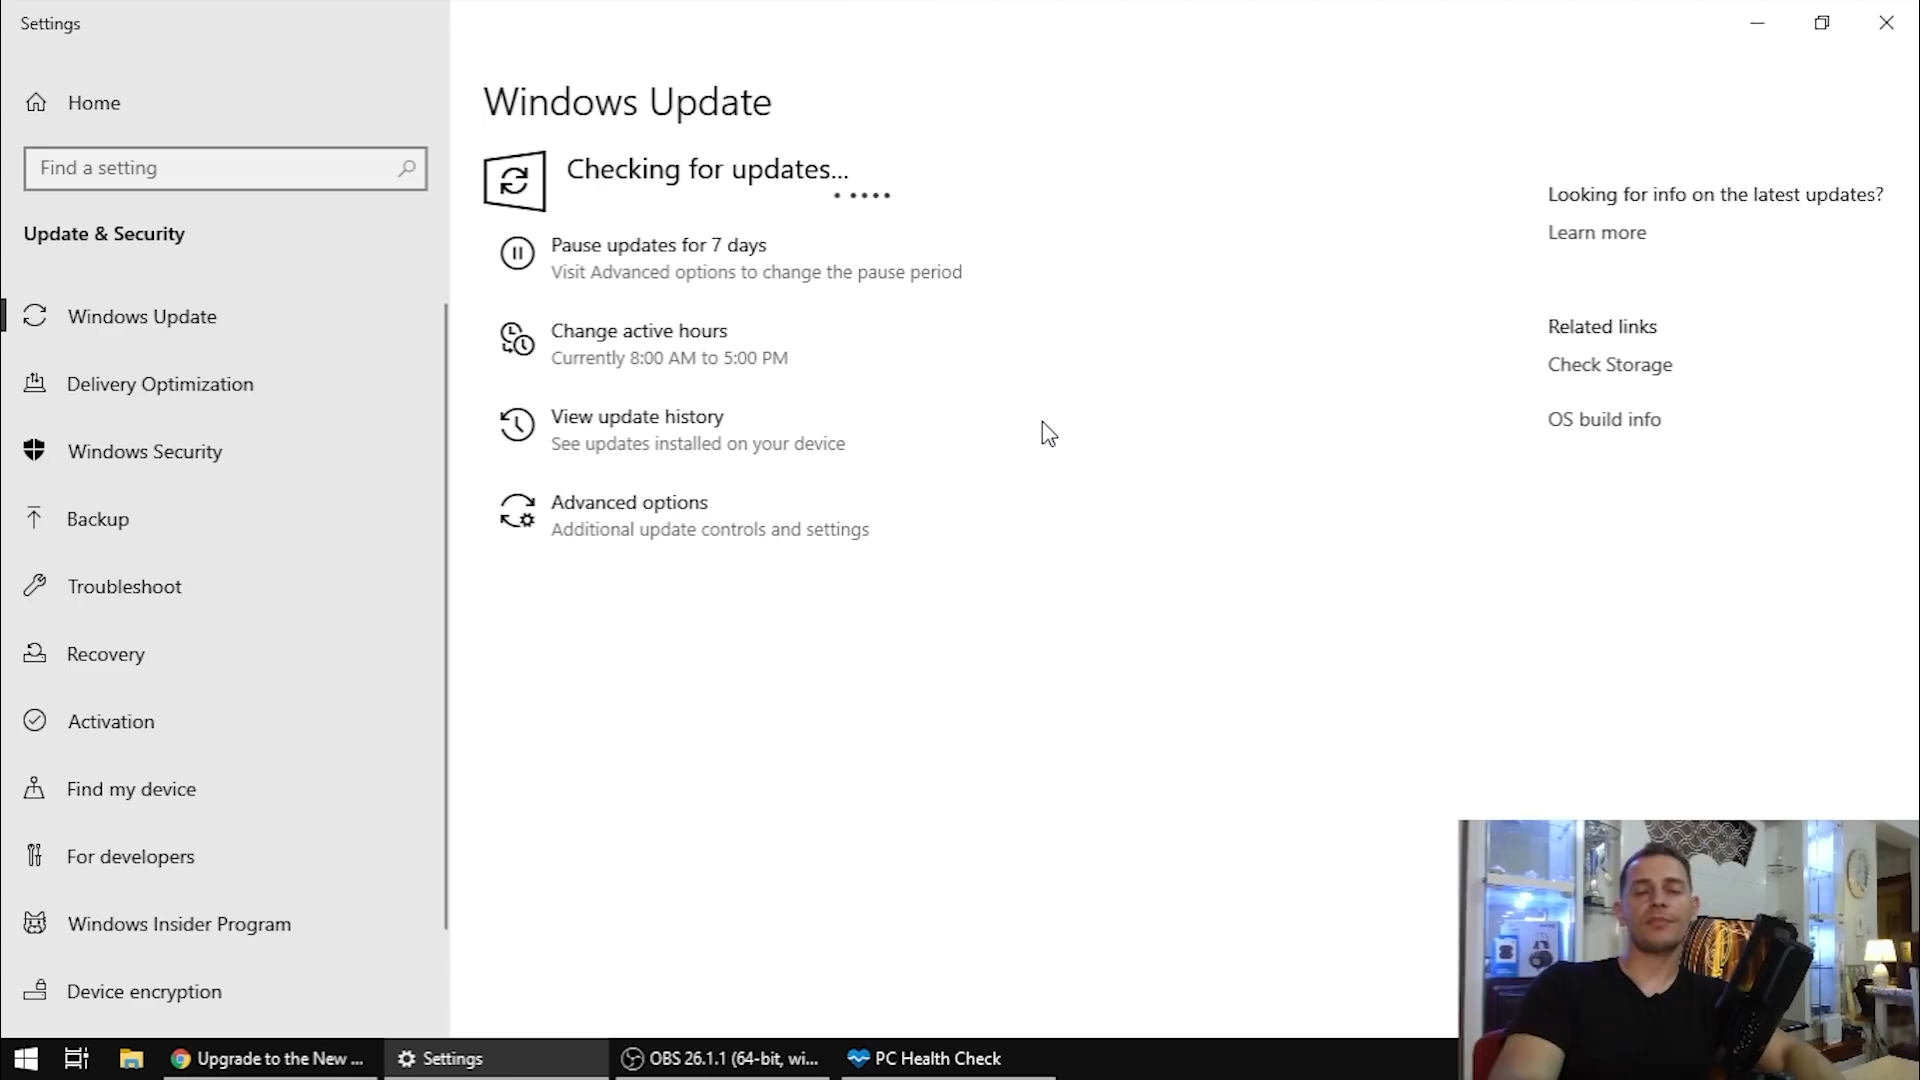 Settings
Home
Find a setting
Update & Security
Windows Update
Delivery Optimization
Windows Security
Backup
Troubleshoot
Recovery
Activation
Find my device
For developers
Windows Insider Program
Device encryption
Windows Update
Checking for updates...
Pause updates for 7 days
Visit Advanced options to change the pause period
Change active hours
Currently 8:00 AM to 5:00 PM
View update history
See updates installed on your device
Advanced options
Additional update controls and settings
Looking for info on the latest updates?
Learn more
Related links
Check Storage
OS build info
Upgrade to the New ...
Settings
OBS 26.1.1 (64-bit, wi...
PC Health Check